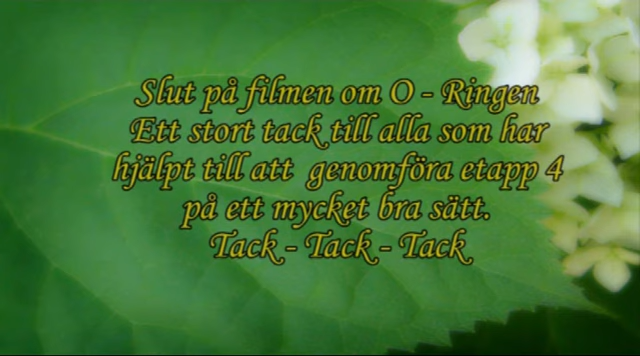 Slut på filmen om O - Ringen
Ett stort tack till alla som har
hjälpt till att genomföra etapp 4
på ett mycket bra sätt.
Tack - Tack - Tack